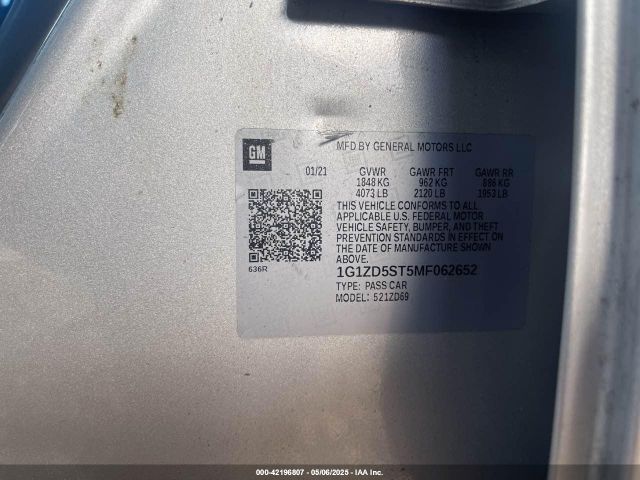 GM
MFD BY GENERAL MOTORS LLC
01/21 GVWR GAWR FRT GAWR RR
1848 KG 962 KG 886 KG
4073 LB 2120 LB 1953 LB
THIS VEHICLE CONFORMS TO ALL
APPLICABLE U.S. FEDERAL MOTOR
VEHICLE SAFETY, BUMPER, AND THEFT
PREVENTION STANDARDS IN EFFECT ON
THE DATE OF MANUFACTURE SHOWN
ABOVE.
636R
1G1ZD5ST5MF062652
TYPE: PASS CAR
MODEL: 521ZD69
000-42196807 - 05/06/2025 - IAA Inc.